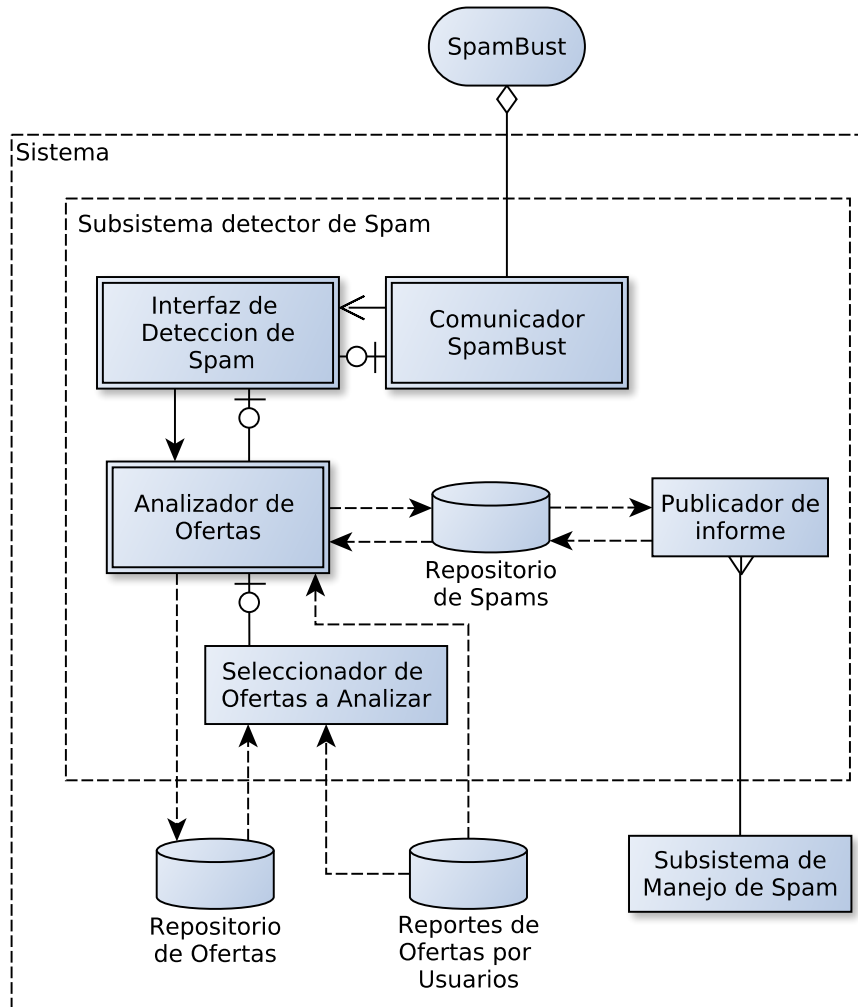 SpamBust
Sistema
Subsistema detector de Spam
Interfaz de
Deteccion de
Spam
Comunicador
SpamBust
Analizador de
Ofertas
Repositorio
de Spams
Publicador de
informe
Seleccionador de
Ofertas a Analizar
Repositorio
de Ofertas
Reportes de
Ofertas por
Usuarios
Subsistema de
Manejo de Spam